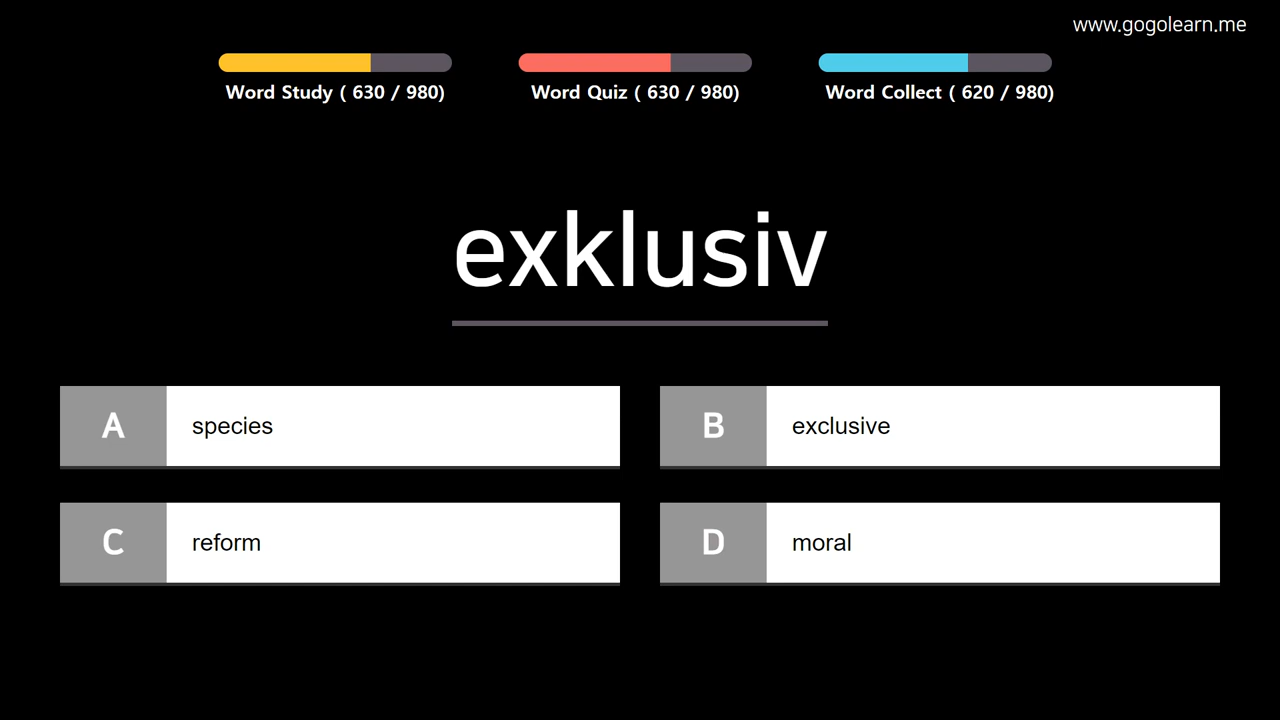 www.gogolearn.me
Word Study ( 630 / 980)
Word Quiz ( 630 / 980)
Word Collect ( 620 / 980)
exklusiv
A species
B exclusive
C reform
D moral